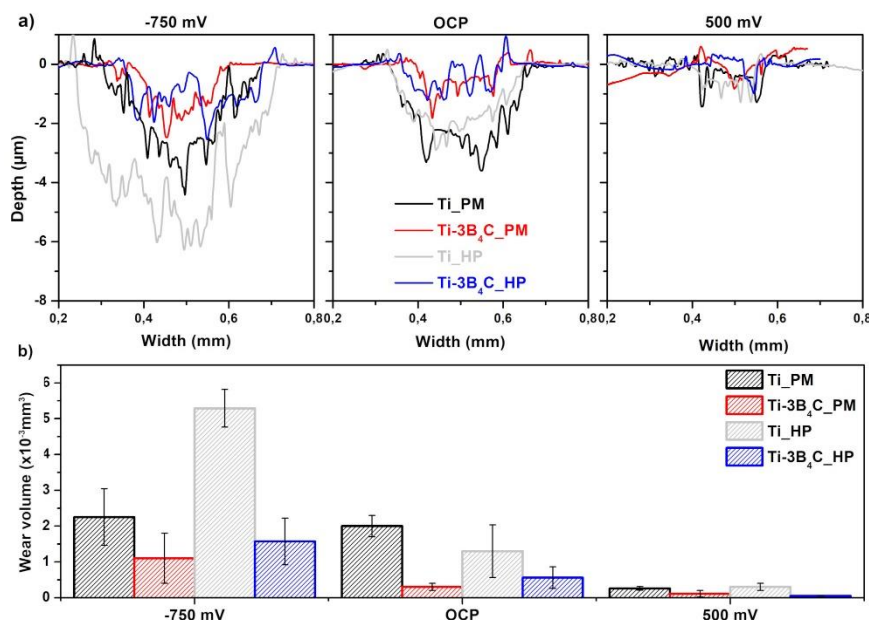 a)
-750 mV
OCP
500 mV
Depth (µm)
0
-2
-4
-6
-8
0,2 0,4 0,6 0,8
0,2 0,4 0,6 0,8
0,2 0,4 0,6 0,8
Width (mm)
Width (mm)
Width (mm)
Ti_PM
Ti-3B₄C_PM
Ti_HP
Ti-3B₄C_HP
b)
Wear volume (x10⁻³mm³)
6
5
4
3
2
1
0
Ti_PM
Ti-3B₄C_PM
Ti_HP
Ti-3B₄C_HP
-750 mV
OCP
500 mV